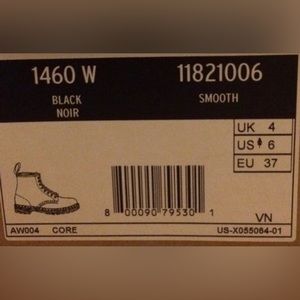 1460 W 11821006
BLACK SMOOTH
NOIR
UK 4
US 6
EU 37
8 00090 79530 1
VN
AW004 CORE US-X055064-01